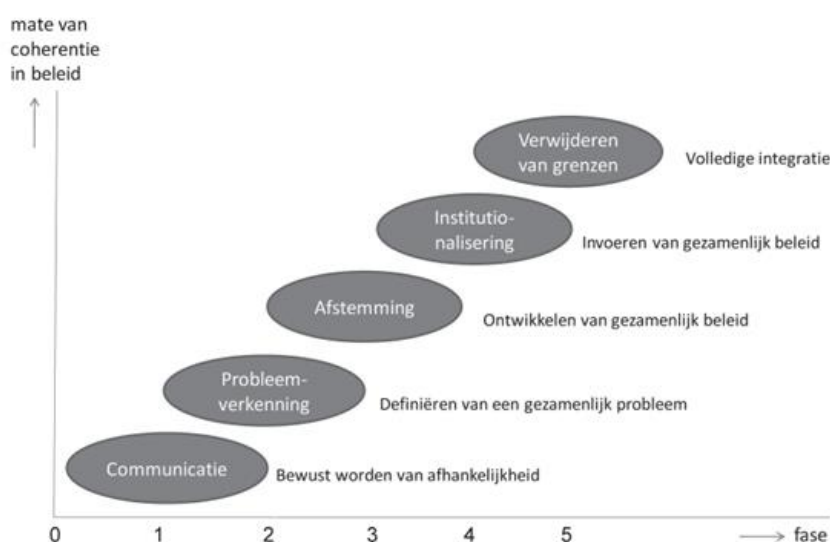 mate van
coherentie
in beleid
Verwijderen
van grenzen
Volledige integratie
Institutio-
nalisering
Invoeren van gezamenlijk beleid
Afstemming
Ontwikkelen van gezamenlijk beleid
Probleem-
verkenning
Definiëren van een gezamenlijk probleem
Communicatie
Bewust worden van afhankelijkheid
0 1 2 3 4 5 fase